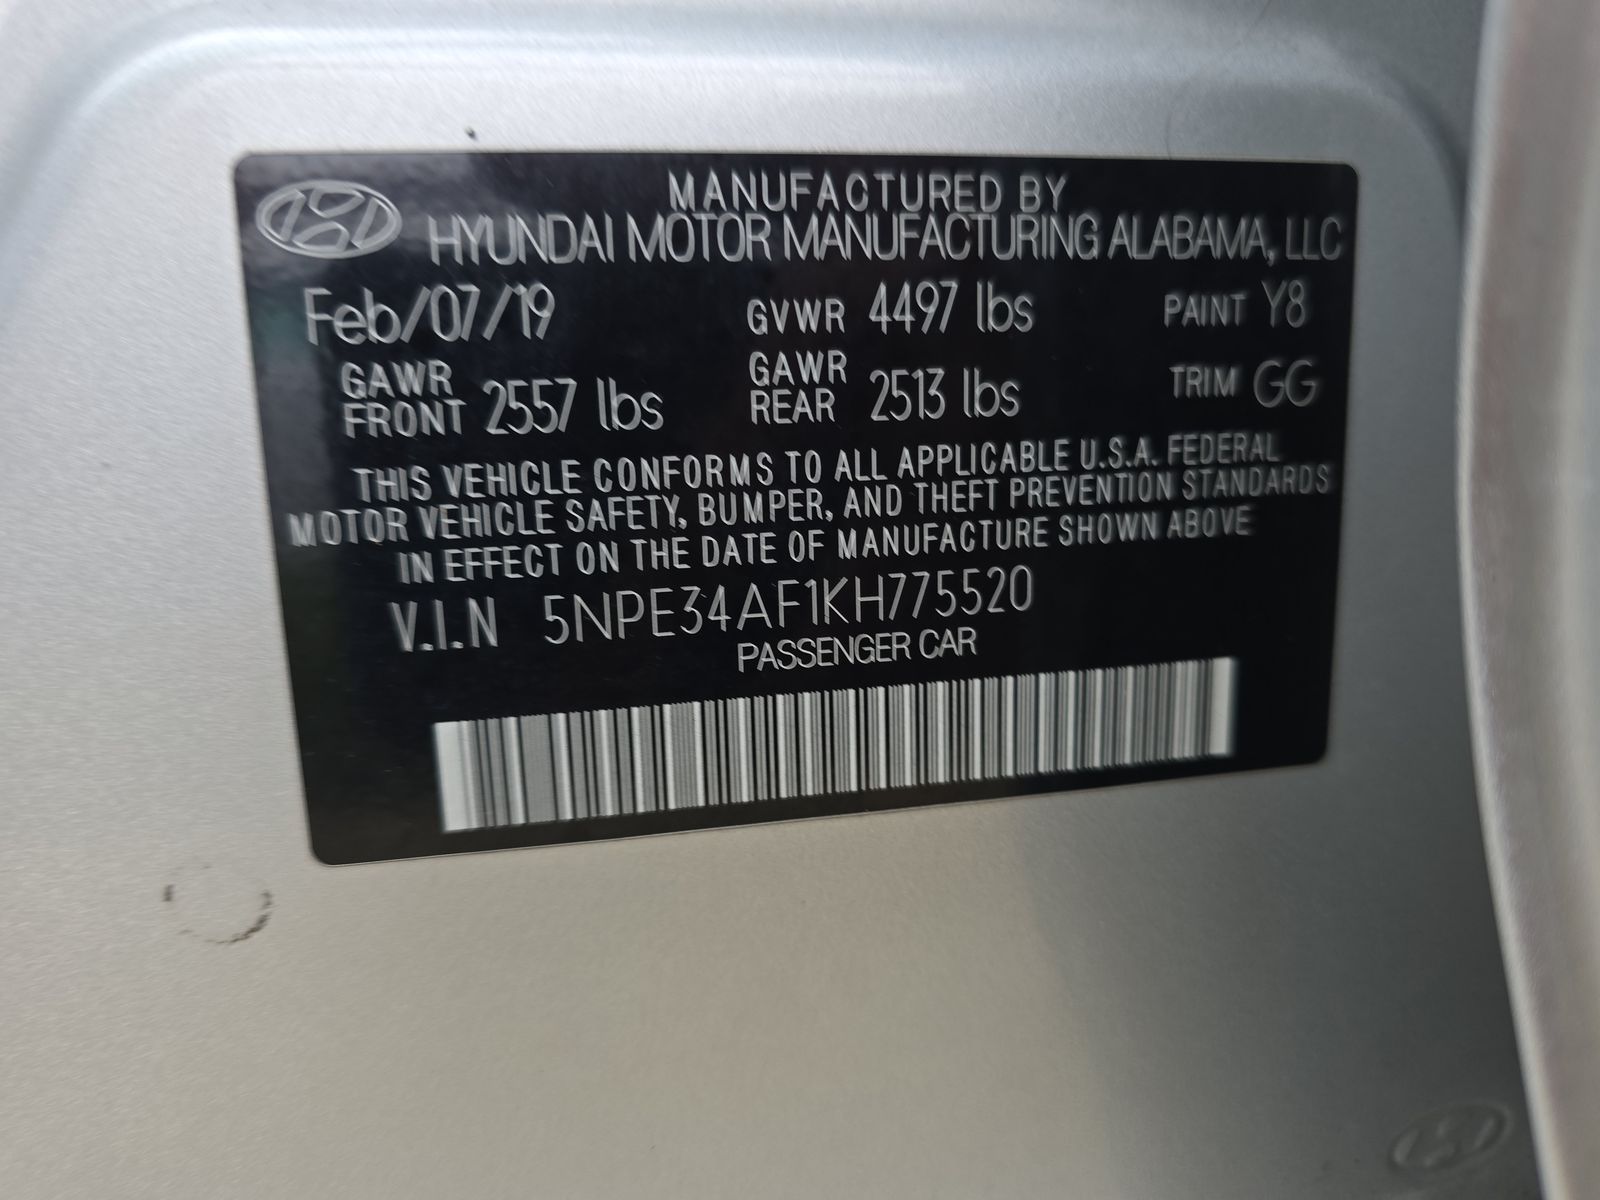 MANUFACTURED BY
HYUNDAI MOTOR MANUFACTURING ALABAMA, LLC
Feb/07/19 GVWR 4497 lbs PAINT Y8
GAWR FRONT 2557 lbs GAWR REAR 2513 lbs TRIM GG
THIS VEHICLE CONFORMS TO ALL APPLICABLE U.S.A. FEDERAL
MOTOR VEHICLE SAFETY, BUMPER, AND THEFT PREVENTION STANDARDS
IN EFFECT ON THE DATE OF MANUFACTURE SHOWN ABOVE
V.I.N 5NPE34AF1KH775520
PASSENGER CAR